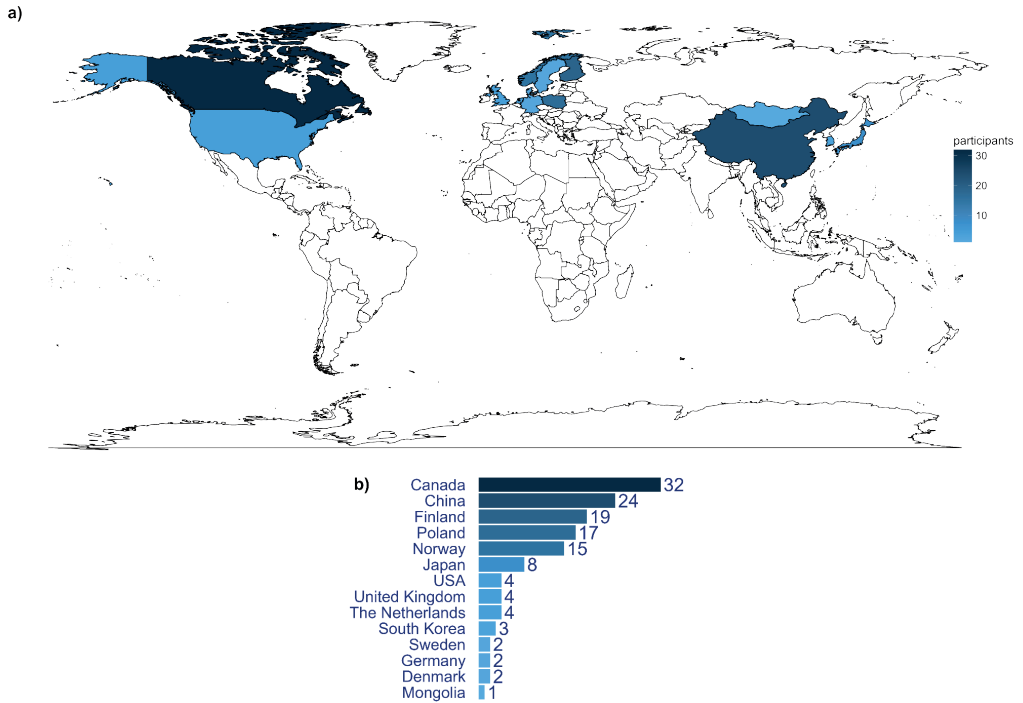 a)
participants
30
20
10
b)
Canada 32
China 24
Finland 19
Poland 17
Norway 15
Japan 8
USA 4
United Kingdom 4
The Netherlands 4
South Korea 3
Sweden 2
Germany 2
Denmark 2
Mongolia 1